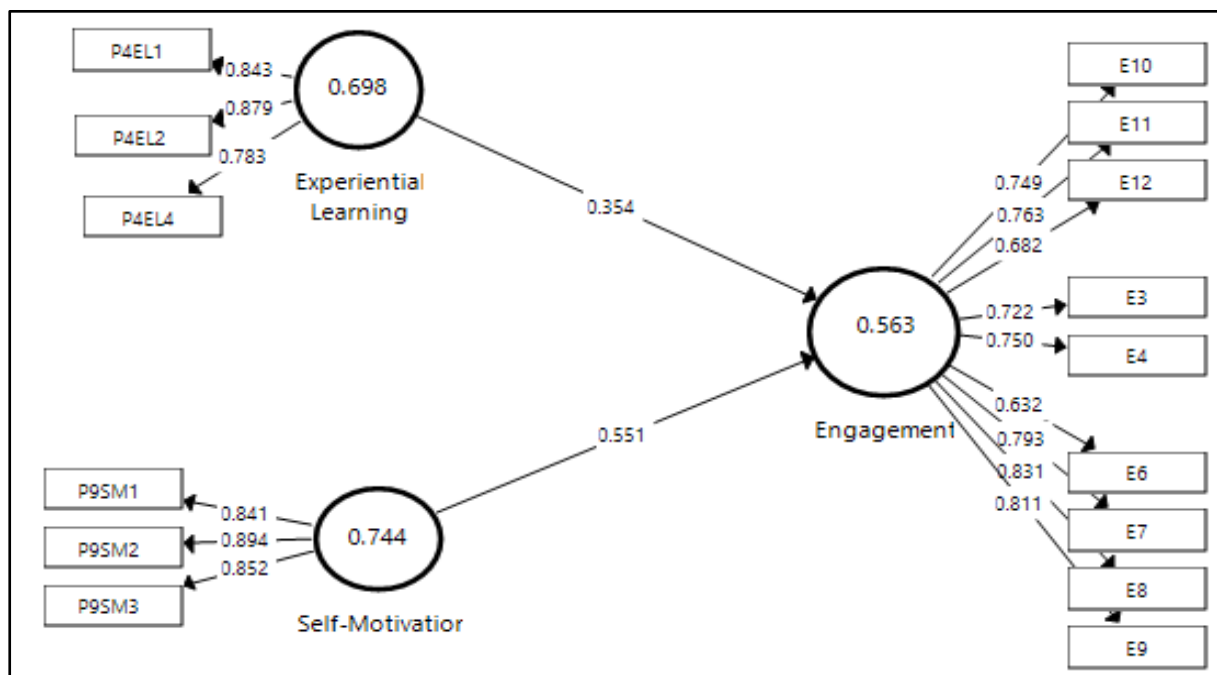 P4EL1
0.843
0.879
P4EL2
0.783
P4EL4
0.698
Experiential
Learning
0.354
P9SM1
0.841
P9SM2
0.894
0.852
P9SM3
0.744
Self-Motivation
0.551
0.563
Engagement
0.749
0.763
0.682
0.722
0.750
0.632
0.793
0.831
0.811
E10
E11
E12
E3
E4
E6
E7
E8
E9